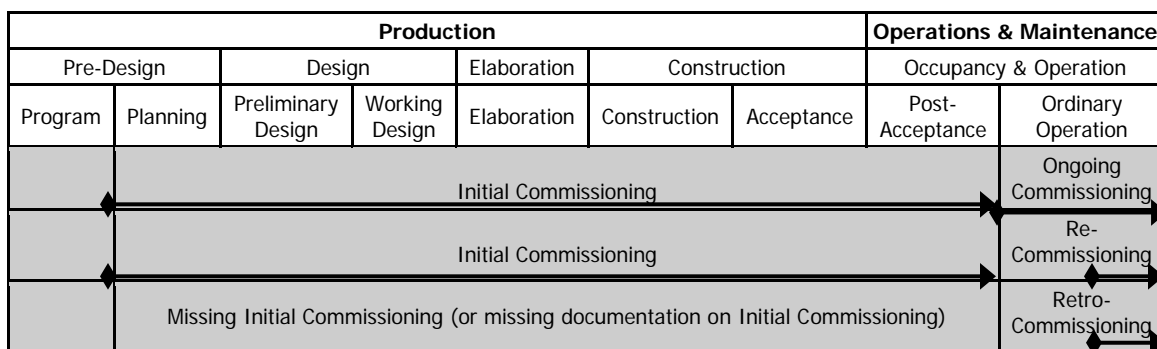 Production Operations & Maintenance
Pre-Design Design Elaboration Construction Occupancy & Operation
Program Planning Preliminary Design Working Design Elaboration Construction Acceptance Post-Acceptance Ordinary Operation
Initial Commissioning Ongoing Commissioning
Initial Commissioning Re-Commissioning
Missing Initial Commissioning (or missing documentation on Initial Commissioning) Retro-Commissioning